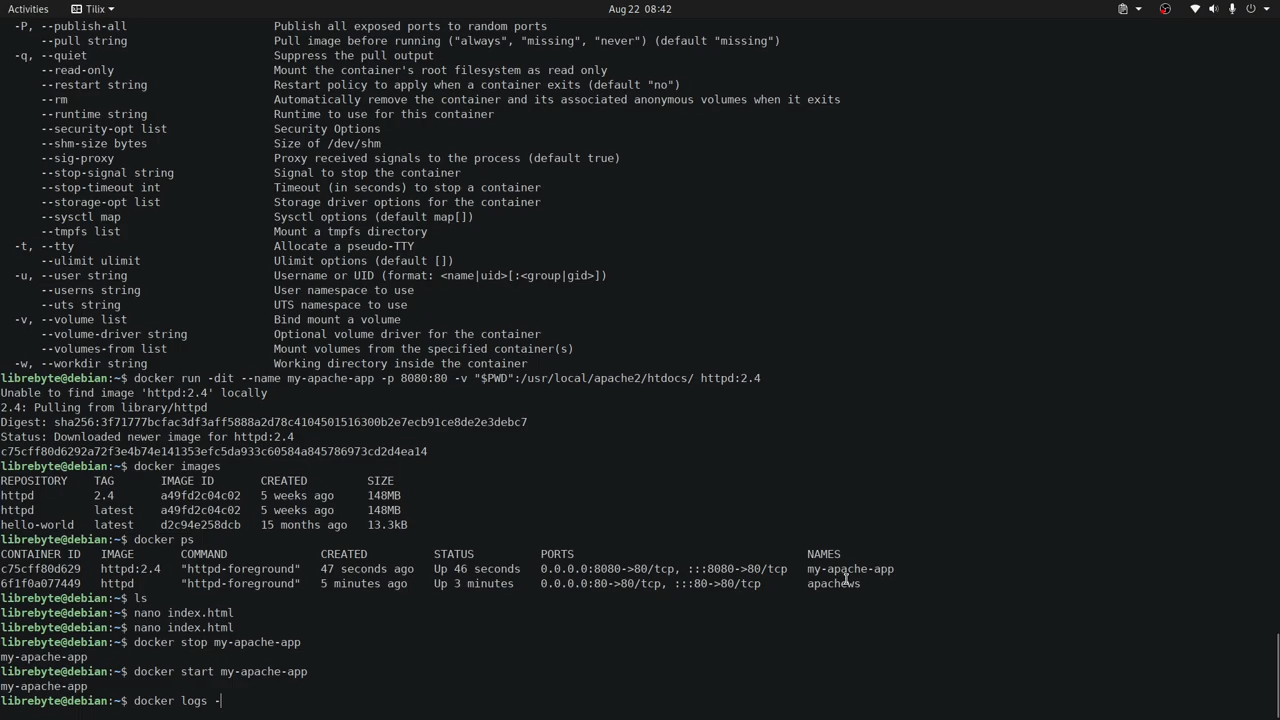 Activities Tilix Aug 22 08:42
-P, --publish-all Publish all exposed ports to random ports
--pull string Pull image before running ("always", "missing", "never") (default "missing")
-q, --quiet Suppress the pull output
--read-only Mount the container's root filesystem as read only
--restart string Restart policy to apply when a container exits (default "no")
--rm Automatically remove the container and its associated anonymous volumes when it exits
--runtime string Runtime to use for this container
--security-opt list Security Options
--shm-size bytes Size of /dev/shm
--sig-proxy Proxy received signals to the process (default true)
--stop-signal string Signal to stop the container
--stop-timeout int Timeout (in seconds) to stop a container
--storage-opt list Storage driver options for the container
--sysctl map Sysctl options (default map[])
--tmpfs list Mount a tmpfs directory
-t, --tty Allocate a pseudo-TTY
--ulimit ulimit Ulimit options (default [])
-u, --user string Username or UID (format: <name|uid>[:<group|gid>])
--userns string User namespace to use
--uts string UTS namespace to use
-v, --volume list Bind mount a volume
--volume-driver string Optional volume driver for the container
--volumes-from list Mount volumes from the specified container(s)
-w, --workdir string Working directory inside the container
librebyte@debian:~$ docker run -dit --name my-apache-app -p 8080:80 -v "$PWD":/usr/local/apache2/htdocs/ httpd:2.4
Unable to find image 'httpd:2.4' locally
2.4: Pulling from library/httpd
Digest: sha256:3f71777bcfac3df3aff5888a2d78c4104501516300b2e7ecb91ce8de2e3debc7
Status: Downloaded newer image for httpd:2.4
c75cff80d6292a72f3e4b74e141353efc5da933c60584a845786973cd2d4ea14
librebyte@debian:~$ docker images
REPOSITORY TAG IMAGE ID CREATED SIZE
httpd 2.4 a49fd2c04c02 5 weeks ago 148MB
httpd latest a49fd2c04c02 5 weeks ago 148MB
hello-world latest d2c94e258dcb 15 months ago 13.3kB
librebyte@debian:~$ docker ps
CONTAINER ID IMAGE COMMAND CREATED STATUS PORTS NAMES
c75cff80d629 httpd:2.4 "httpd-foreground" 47 seconds ago Up 46 seconds 0.0.0.0:8080->80/tcp, :::8080->80/tcp my-apache-app
6f1f0a077449 httpd "httpd-foreground" 5 minutes ago Up 3 minutes 0.0.0.0:80->80/tcp, :::80->80/tcp apachews
librebyte@debian:~$ ls
librebyte@debian:~$ nano index.html
librebyte@debian:~$ nano index.html
librebyte@debian:~$ docker stop my-apache-app
my-apache-app
librebyte@debian:~$ docker start my-apache-app
my-apache-app
librebyte@debian:~$ docker logs -